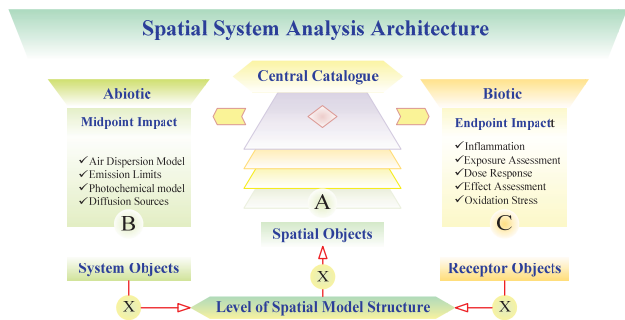 Spatial System Analysis Architecture
Central Catalogue
Abiotic
Midpoint Impact
✓Air Dispersion Model
✓Emission Limits
✓Photochemical model
✓Diffusion Sources
B
A
Biotic
Endpoint Impactt
✓Inflammation
✓Exposure Assessment
✓Dose Response
✓Effect Assessment
✓Oxidation Stress
C
Spatial Objects
System Objects
Receptor Objects
X
X
X
Level of Spatial Model Structure